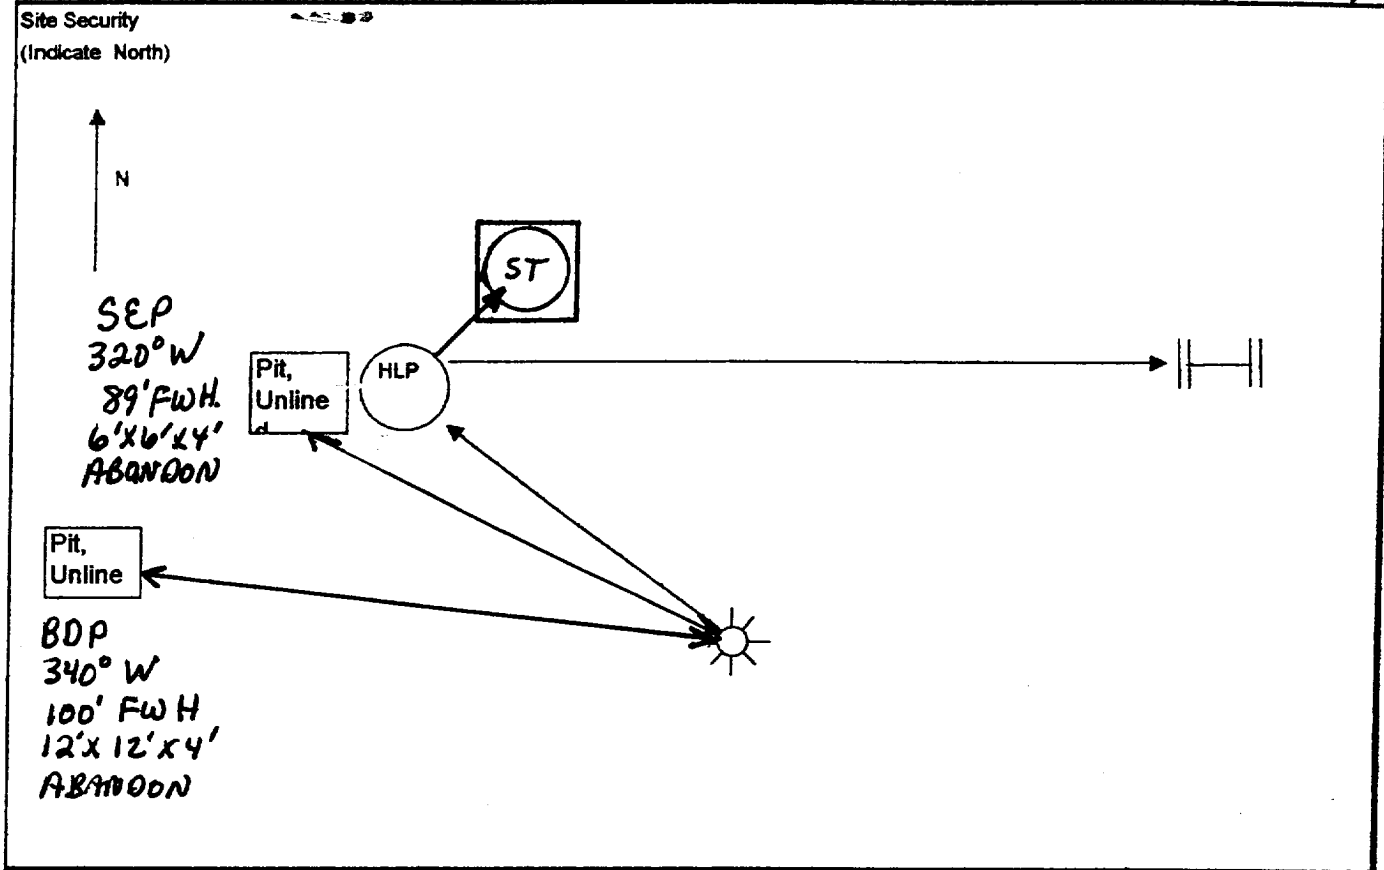 Site Security
(Indicate North)
N
ST
SEP
320° W
89' FWH.
6'x6'x4'
ABANDON
Pit,
Unline
d
HLP
Pit,
Unline
BDP
340° W
100' FWH
12'x12'x4'
ABANDON